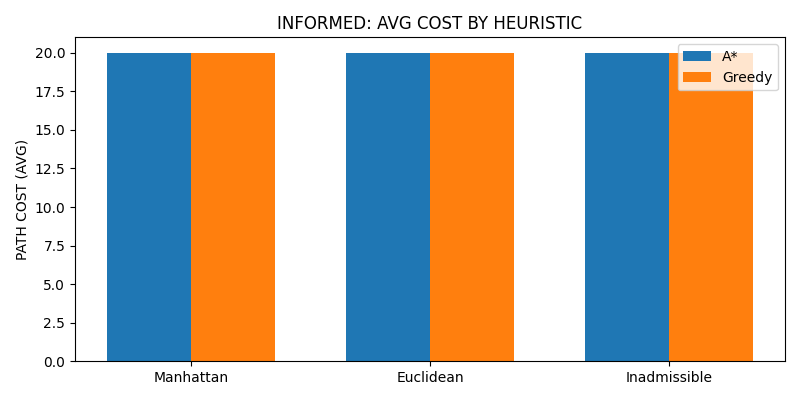 INFORMED: AVG COST BY HEURISTIC
A*
Greedy
PATH COST (AVG)
20.0
17.5
15.0
12.5
10.0
7.5
5.0
2.5
0.0
Manhattan
Euclidean
Inadmissible